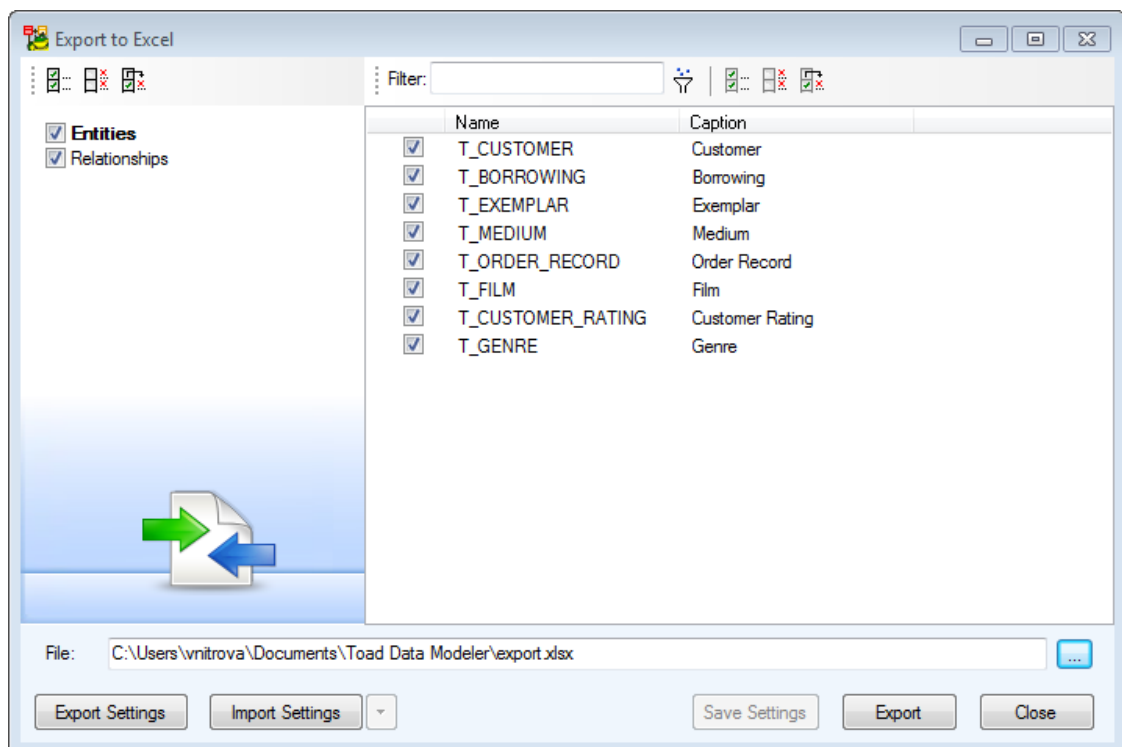 Export to Excel
Filter:
Entities
Relationships
Name Caption
T_CUSTOMER Customer
T_BORROWING Borrowing
T_EXEMPLAR Exemplar
T_MEDIUM Medium
T_ORDER_RECORD Order Record
T_FILM Film
T_CUSTOMER_RATING Customer Rating
T_GENRE Genre
File: C:\Users\vnitrova\Documents\Toad Data Modeler\export.xlsx ...
Export Settings Import Settings Save Settings Export Close